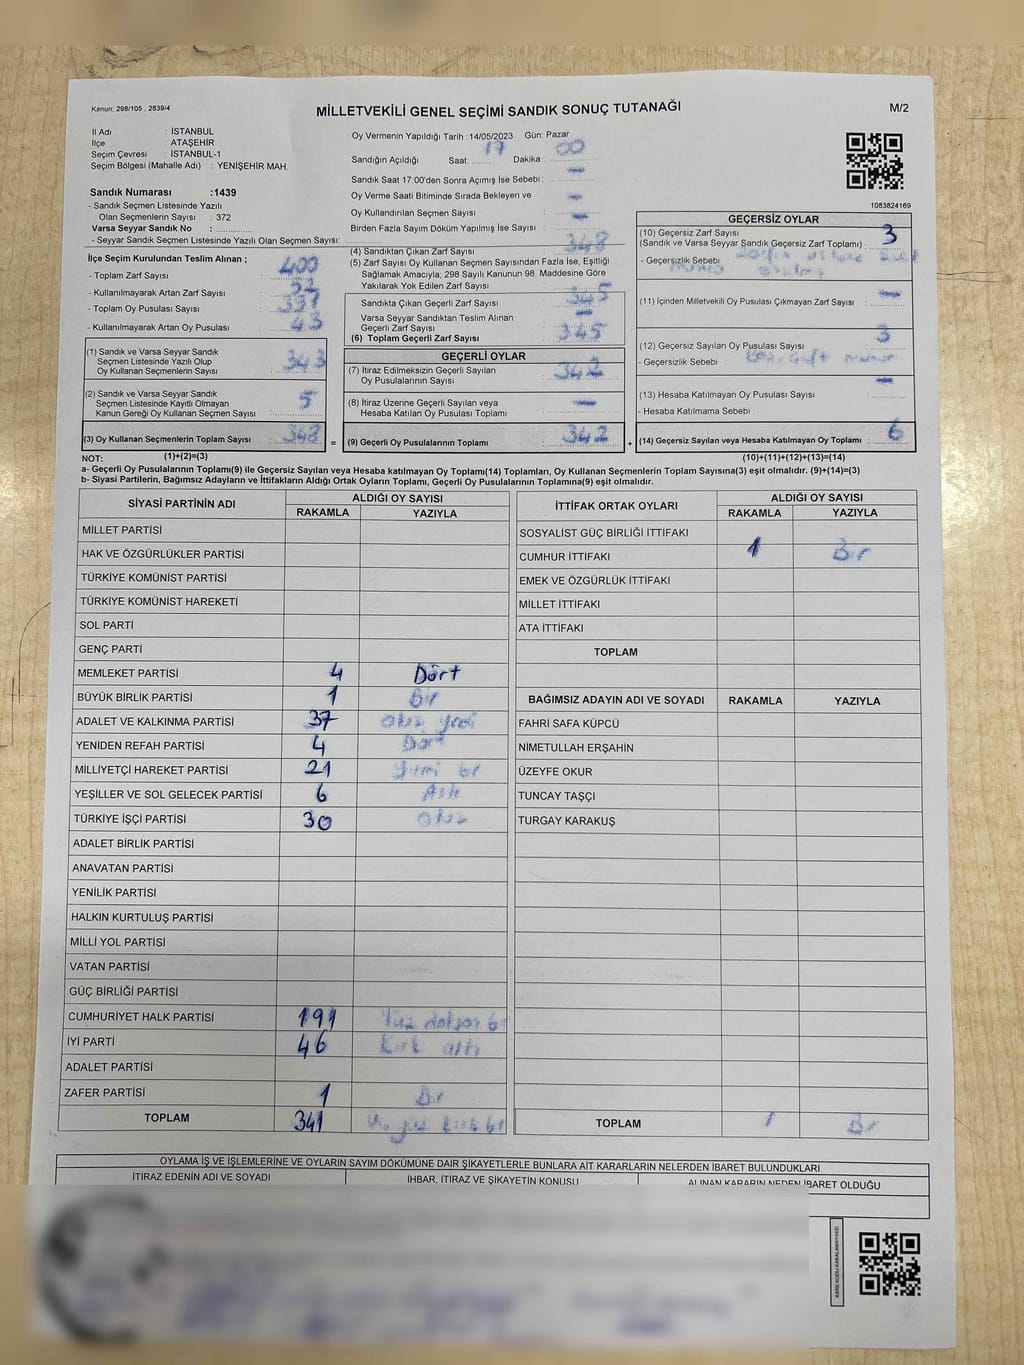 Kanun: 298/105 , 2839/4
MİLLETVEKİLİ GENEL SEÇİMİ SANDIK SONUÇ TUTANAĞI
M/2
İl Adı : İSTANBUL
İlçe : ATAŞEHİR
Seçim Çevresi : İSTANBUL-1
Seçim Bölgesi (Mahalle Adı) : YENİŞEHİR MAH.
Sandık Numarası :1439
- Sandık Seçmen Listesinde Yazılı
Olan Seçmenlerin Sayısı : 372
Varsa Seyyar Sandık No :
- Seyyar Sandık Seçmen Listesinde Yazılı Olan Seçmen Sayısı:
Oy Vermenin Yapıldığı Tarih :14/05/2023 Gün: Pazar
Sandığın Açıldığı Saat: 17 Dakika : 00
Sandık Saat 17:00'den Sonra Açımış İse Sebebi : -
Oy Verme Saati Bitiminde Sırada Bekleyen ve
Oy Kullandırılan Seçmen Sayısı -
Birden Fazla Sayım Döküm Yapılmış İse Sayısı : -
1083824169
İlçe Seçim Kurulundan Teslim Alınan ;
- Toplam Zarf Sayısı : 400
- Kullanılmayarak Artan Zarf Sayısı : 52
- Toplam Oy Pusulası Sayısı : 391
- Kullanılmayarak Artan Oy Pusulası : 43
(1) Sandık ve Varsa Seyyar Sandık
Seçmen Listesinde Yazılı Olup
Oy Kullanan Seçmenlerin Sayısı : 343
(2) Sandık ve Varsa Seyyar Sandık
Seçmen Listesinde Kayıtlı Olmayan
Kanun Gereği Oy Kullanan Seçmen Sayısı : 5
(3) Oy Kullanan Seçmenlerin Toplam Sayısı : 348 =
(4) Sandıktan Çıkan Zarf Sayısı : 348
(5) Zarf Sayısı Oy Kullanan Seçmen Sayısından Fazla İse, Eşitliği
Sağlamak Amacıyla; 298 Sayılı Kanunun 98. Maddesine Göre
Yakılarak Yok Edilen Zarf Sayısı :
Sandıkta Çıkan Geçerli Zarf Sayısı : 345
Varsa Seyyar Sandıktan Teslim Alınan
Geçerli Zarf Sayısı : -
(6) Toplam Geçerli Zarf Sayısı : 345
GEÇERLİ OYLAR
(7) İtiraz Edilmeksizin Geçerli Sayılan
Oy Pusulalarının Sayısı : 342
(8) İtiraz Üzerine Geçerli Sayılan veya
Hesaba Katılan Oy Pusulası Toplamı : -
(9) Geçerli Oy Pusulalarının Toplamı : 342 +
GEÇERSİZ OYLAR
(10) Geçersiz Zarf Sayısı
(Sandık ve Varsa Seyyar Sandık Geçersiz Zarf Toplamı) : 3
- Geçersizlik Sebebi : Zarfın üstüne
(11) İçinden Milletvekili Oy Pusulası Çıkmayan Zarf Sayısı : -
(12) Geçersiz Sayılan Oy Pusulası Sayısı : 3
- Geçersizlik Sebebi :
(13) Hesaba Katılmayan Oy Pusulası Sayısı : -
- Hesaba Katılmama Sebebi :
(14) Geçersiz Sayılan veya Hesaba Katılmayan Oy Toplamı : 6
NOT: (1)+(2)=(3) (10)+(11)+(12)+(13)=(14)
a- Geçerli Oy Pusulalarının Toplamı(9) ile Geçersiz Sayılan veya Hesaba katılmayan Oy Toplamı(14) Toplamları, Oy Kullanan Seçmenlerin Toplam Sayısına(3) eşit olmalıdır. (9)+(14)=(3)
b- Siyasi Partilerin, Bağımsız Adayların ve İttifakların Aldığı Ortak Oyların Toplamı, Geçerli Oy Pusulalarının Toplamına(9) eşit olmalıdır.
SİYASİ PARTİNİN ADI ALDIĞI OY SAYISI
RAKAMLA YAZIYLA
MİLLET PARTİSİ
HAK VE ÖZGÜRLÜKLER PARTİSİ
TÜRKİYE KOMÜNİST PARTİSİ
TÜRKİYE KOMÜNİST HAREKETİ
SOL PARTİ
GENÇ PARTİ
MEMLEKET PARTİSİ 4 Dört
BÜYÜK BİRLİK PARTİSİ 1 Bir
ADALET VE KALKINMA PARTİSİ 37 Otuz yedi
YENİDEN REFAH PARTİSİ 4 Dört
MİLLİYETÇİ HAREKET PARTİSİ 21 Yirmi bir
YEŞİLLER VE SOL GELECEK PARTİSİ 6 Altı
TÜRKİYE İŞÇİ PARTİSİ 30 Otuz
ADALET BİRLİK PARTİSİ
ANAVATAN PARTİSİ
YENİLİK PARTİSİ
HALKIN KURTULUŞ PARTİSİ
MİLLİ YOL PARTİSİ
VATAN PARTİSİ
GÜÇ BİRLİĞİ PARTİSİ
CUMHURİYET HALK PARTİSİ 191 Yüz doksan bir
İYİ PARTİ 46 kırk altı
ADALET PARTİSİ
ZAFER PARTİSİ 1 Bir
TOPLAM 341 Üç yüz kırk bir
İTTİFAK ORTAK OYLARI ALDIĞI OY SAYISI
RAKAMLA YAZIYLA
SOSYALİST GÜÇ BİRLİĞİ İTTİFAKI
CUMHUR İTTİFAKI 1 Bir
EMEK VE ÖZGÜRLÜK İTTİFAKI
MİLLET İTTİFAKI
ATA İTTİFAKI
TOPLAM
BAĞIMSIZ ADAYIN ADI VE SOYADI RAKAMLA YAZIYLA
FAHRİ SAFA KÜPCÜ
NİMETULLAH ERŞAHİN
ÜZEYFE OKUR
TUNCAY TAŞÇI
TURGAY KARAKUŞ
TOPLAM 1 Bir
OYLAMA İŞ VE İŞLEMLERİNE VE OYLARIN SAYIM DÖKÜMÜNE DAİR ŞİKAYETLERLE BUNLARA AİT KARARLARIN NELERDEN İBARET BULUNDUKLARI
İTİRAZ EDENİN ADI VE SOYADI İHBAR, İTİRAZ VE ŞİKAYETİN KONUSU ALINAN KARARIN NEDEN İBARET OLDUĞU
KARE KODU KARALAMAYINIZ!